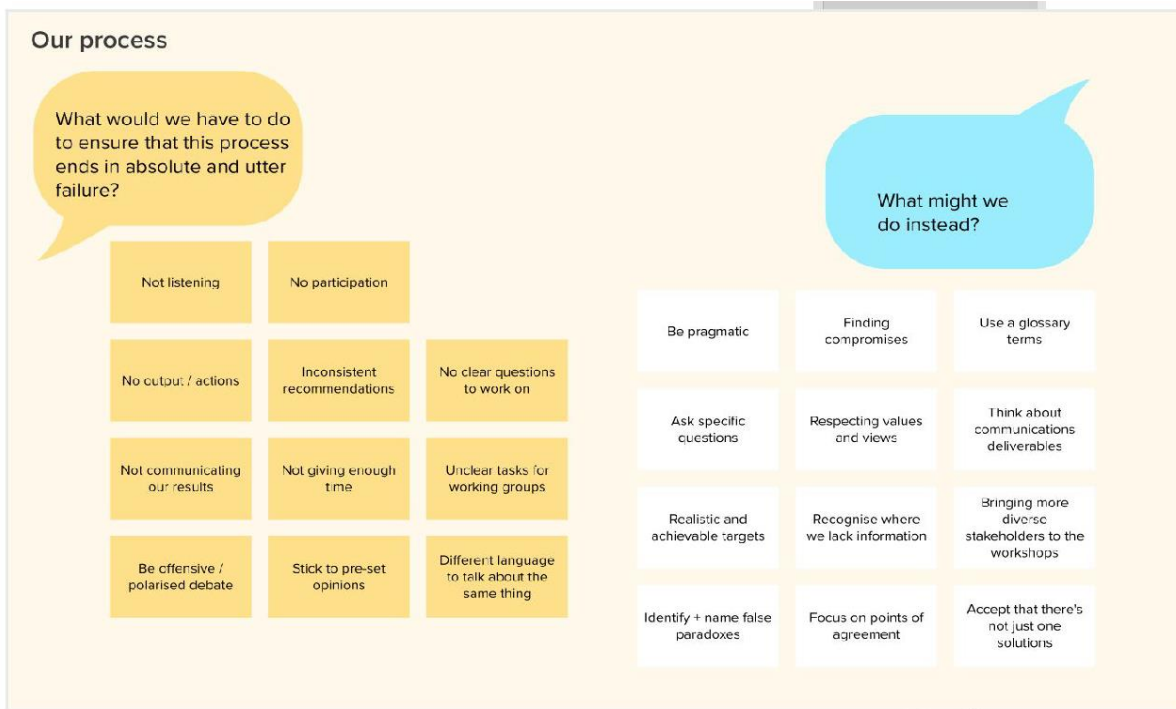 Our process
What would we have to do
to ensure that this process
ends in absolute and utter
failure?
Not listening
No participation
No output / actions
Inconsistent
recommendations
No clear questions
to work on
Not communicating
our results
Not giving enough
time
Unclear tasks for
working groups
Be offensive /
polarised debate
Stick to pre-set
opinions
Different language
to talk about the
same thing
What might we
do instead?
Be pragmatic
Finding
compromises
Use a glossary
terms
Ask specific
questions
Respecting values
and views
Think about
communications
deliverables
Realistic and
achievable targets
Recognise where
we lack information
Bringing more
diverse
stakeholders to the
workshops
Identify + name false
paradoxes
Focus on points of
agreement
Accept that there's
not just one
solutions